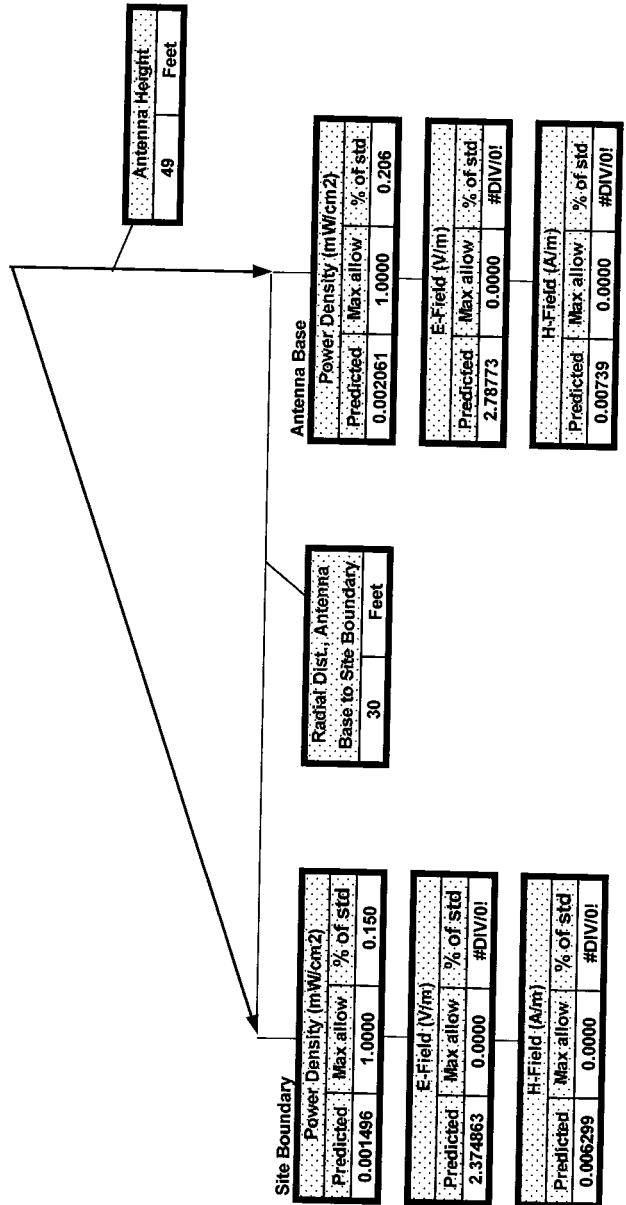 Antenna Height
49 Feet
Site Boundary
Power Density (mW/cm2)
Predicted Max allow % of std
0.001496 1.0000 0.150
E-Field (V/m)
Predicted Max allow % of std
2.374863 0.0000 #DIV/0!
H-Field (A/m)
Predicted Max allow % of std
0.006299 0.0000 #DIV/0!
Radial Dist., Antenna
Base to Site Boundary
30 Feet
Antenna Base
Power Density (mW/cm2)
Predicted Max allow % of std
0.002061 1.0000 0.206
E-Field (V/m)
Predicted Max allow % of std
2.78773 0.0000 #DIV/0!
H-Field (A/m)
Predicted Max allow % of std
0.00739 0.0000 #DIV/0!